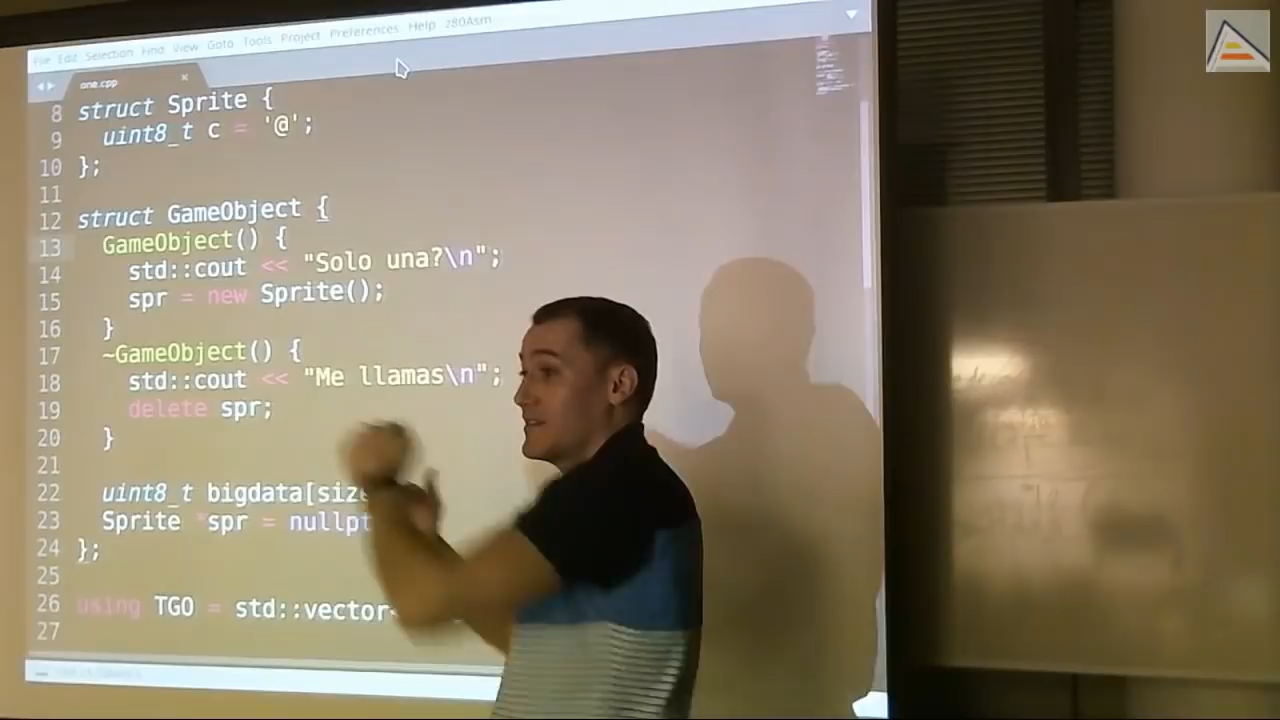 File Edit Selection Find View Goto Tools Project Preferences Help z80Asm
one.cpp ×
8 struct Sprite {
9 uint8_t c = '@';
10 };
11
12 struct GameObject {
13 GameObject() {
14 std::cout << "Solo una?\n";
15 spr = new Sprite();
16 }
17 ~GameObject() {
18 std::cout << "Me llamas\n";
19 delete spr;
20 }
21
22 uint8_t bigdata[size
23 Sprite *spr = nullpt
24 };
25
26 using TGO = std::vector<
27